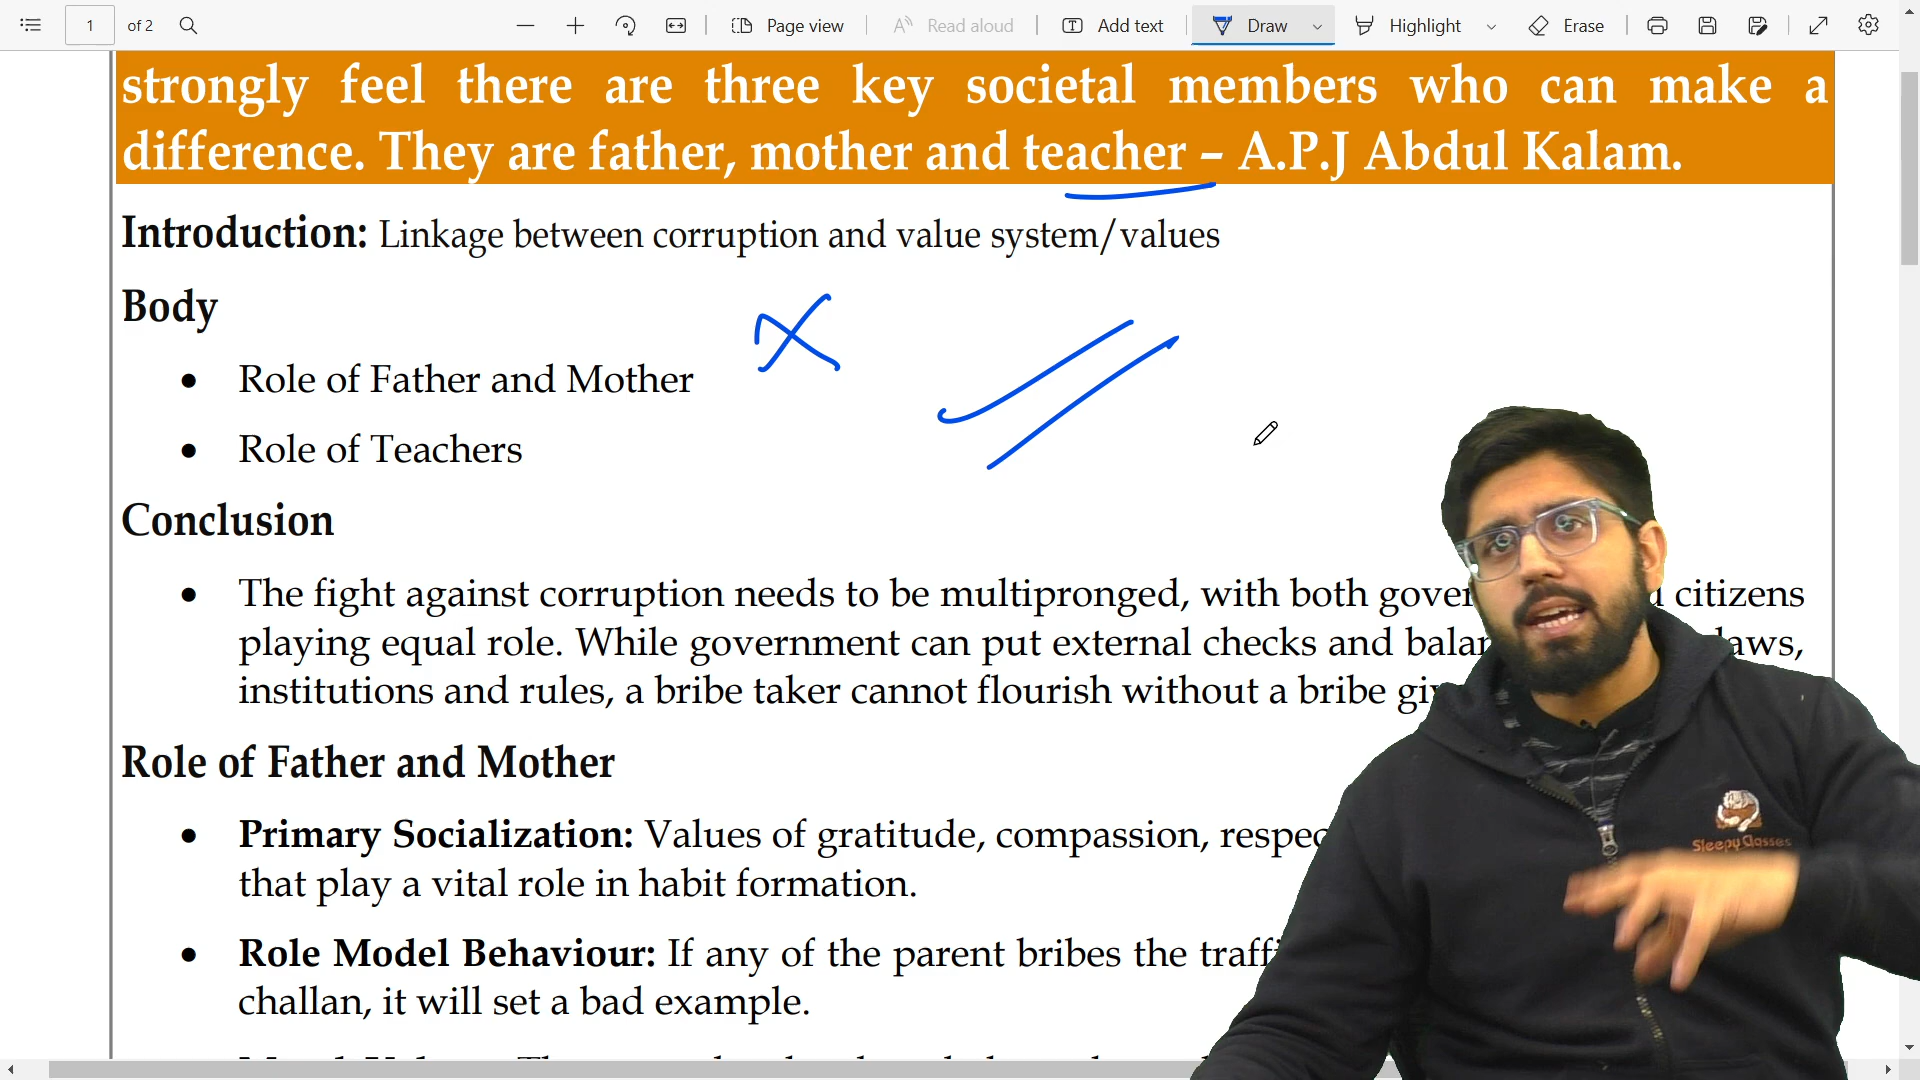 1 of 2 Page view Read aloud Add text Draw Highlight Erase
strongly feel there are three key societal members who can make a
difference. They are father, mother and teacher – A.P.J Abdul Kalam.
Introduction: Linkage between corruption and value system/values
Body
• Role of Father and Mother
• Role of Teachers
Conclusion
• The fight against corruption needs to be multipronged, with both citizens
playing equal role. While government can put external checks and laws,
institutions and rules, a bribe taker cannot flourish without a bribe
Role of Father and Mother
• Primary Socialization: Values of gratitude, compassion,
that play a vital role in habit formation.
• Role Model Behaviour: If any of the parent bribes the
challan, it will set a bad example.
Sleepy Classes